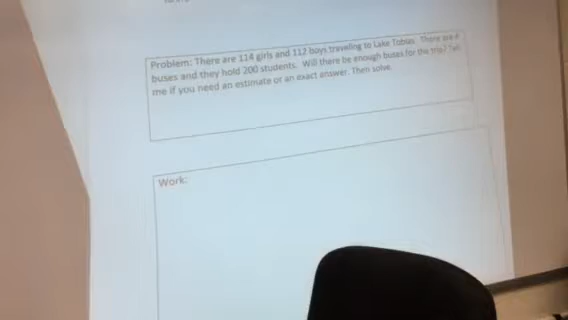 Problem: There are 114 girls and 112 boys traveling to Lake Tobias. There are 4
buses and they hold 200 students. Will there be enough buses for the trip? Tell
me if you need an estimate or an exact answer. Then solve.
Work: